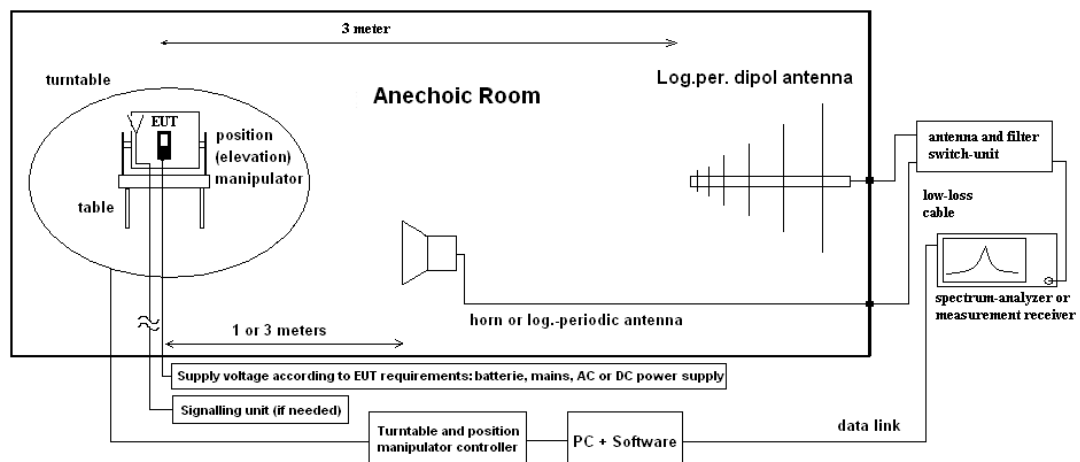 3 meter
turntable
Log.per. dipol antenna
Anechoic Room
EUT
position
(elevation)
manipulator
antenna and filter
switch-unit
table
low-loss
cable
spectrum-analyzer or
measurement receiver
horn or log.-periodic antenna
1 or 3 meters
Supply voltage according to EUT requirements: batterie, mains, AC or DC power supply
Signalling unit (if needed)
Turntable and position
manipulator controller
PC + Software
data link